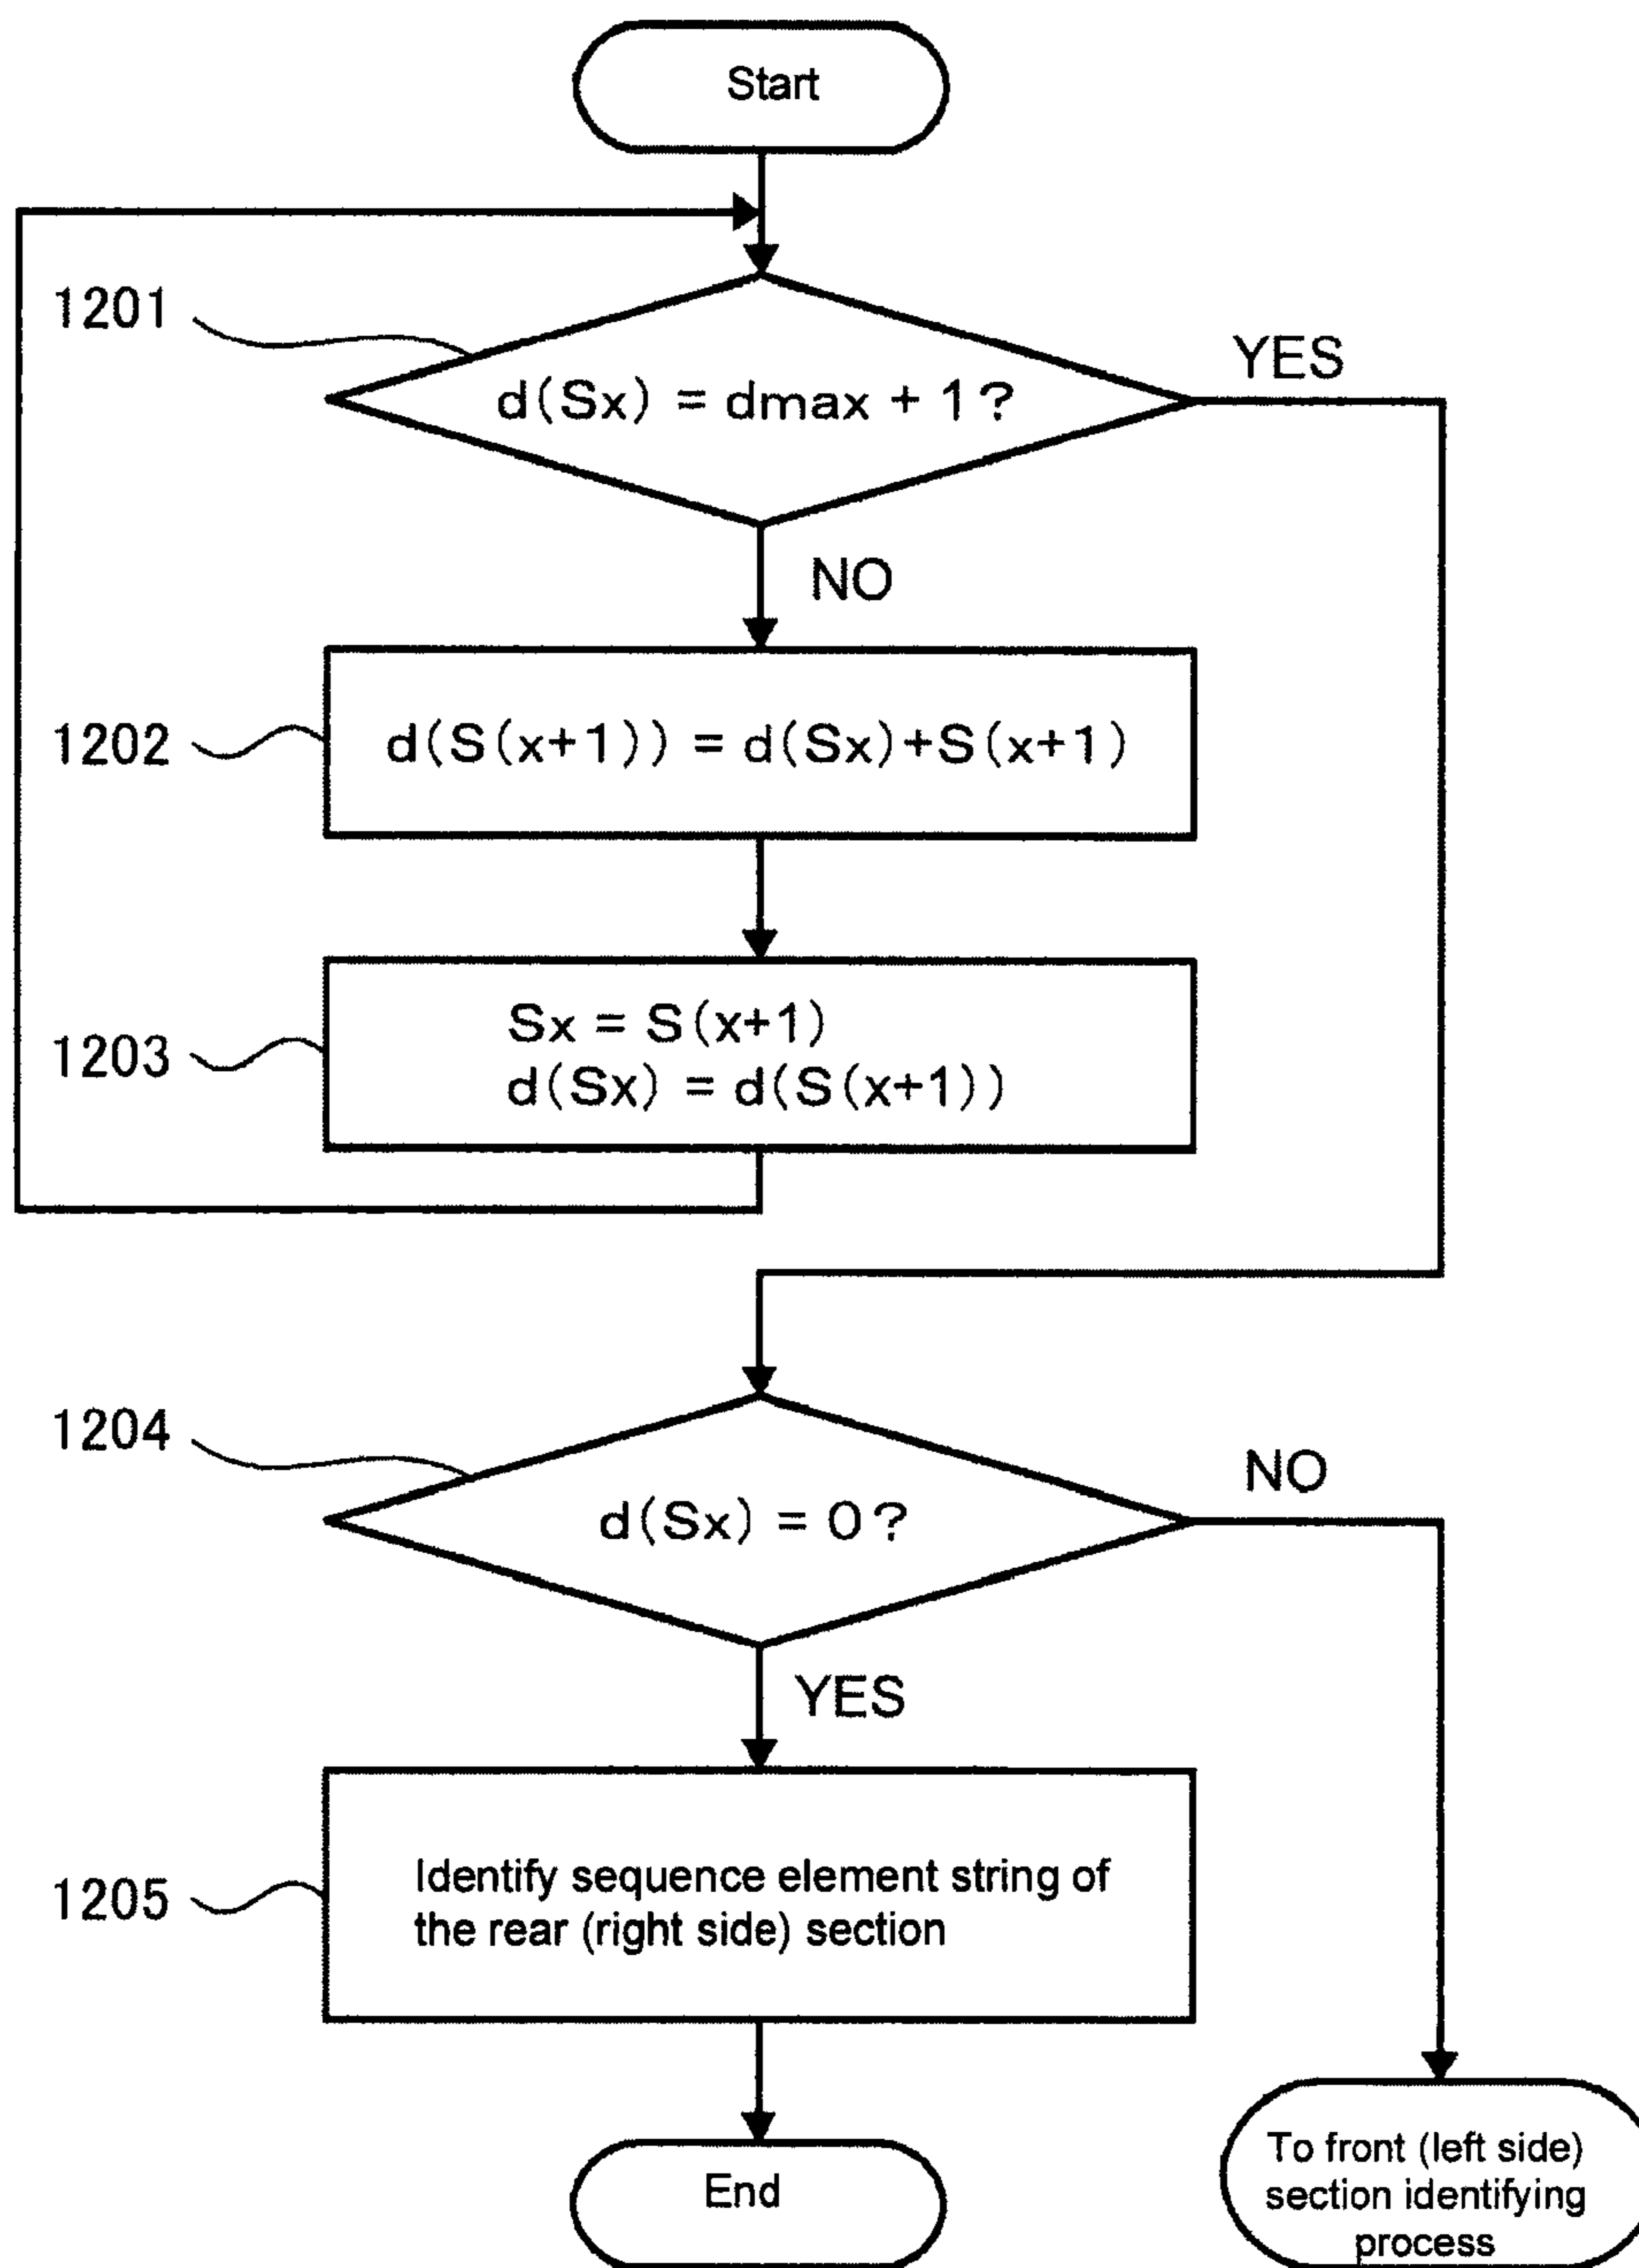 Start
1201
d(Sx) = dmax + 1?
YES
NO
1202
d(S(x+1)) = d(Sx)+S(x+1)
1203
Sx = S(x+1)
d(Sx) = d(S(x+1))
1204
d(Sx) = 0?
NO
YES
1205
Identify sequence element string of
the rear (right side) section
End
To front (left side)
section identifying
process